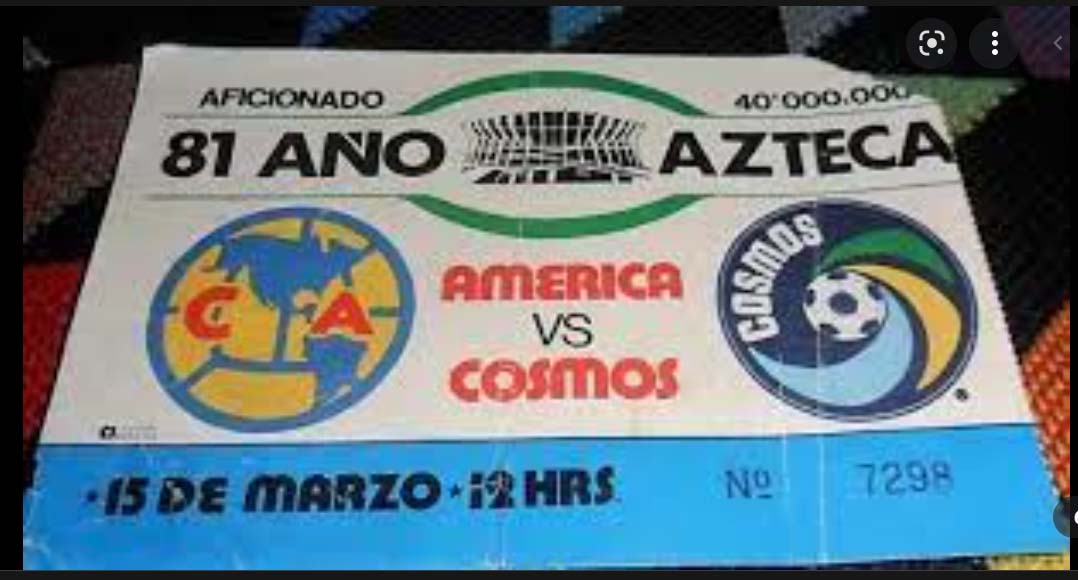 AFICIONADO
40'000.000
81 AÑO AZTECA
COSMOS
C A
AMERICA
VS
COSMOS
·15 DE MARZO·12 HRS.
Nº 7298